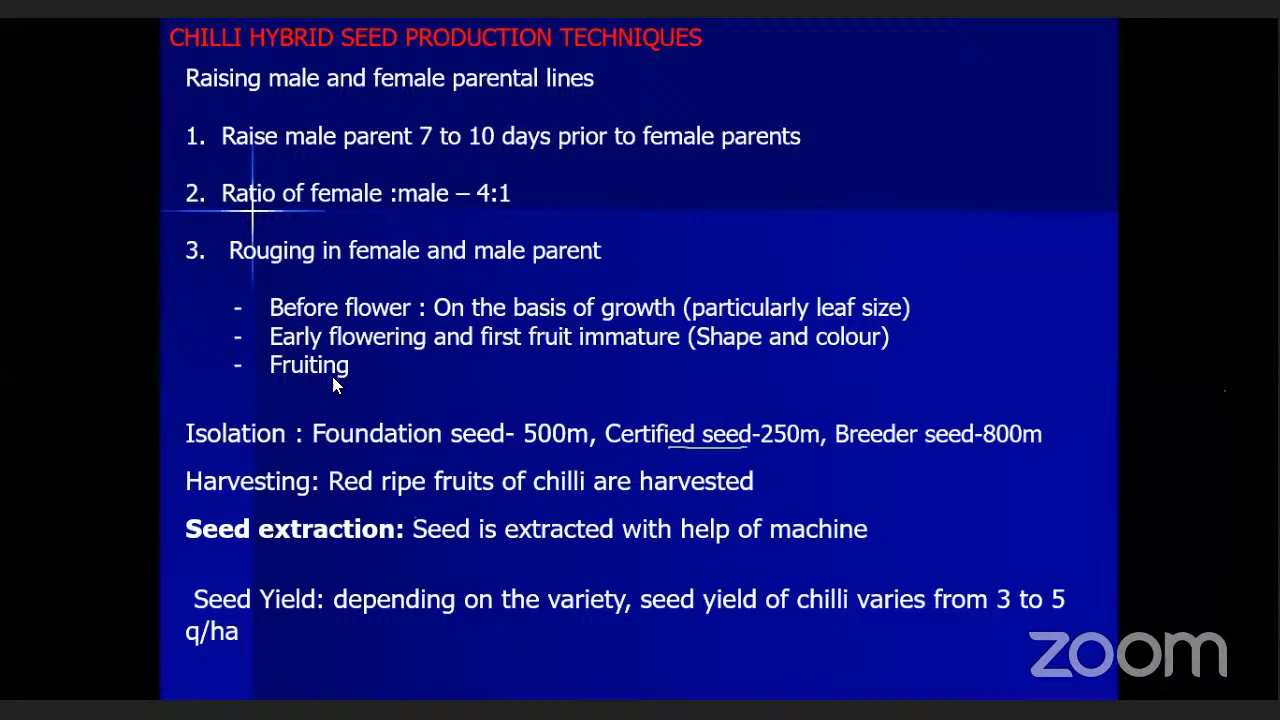 CHILLI HYBRID SEED PRODUCTION TECHNIQUES
Raising male and female parental lines
1. Raise male parent 7 to 10 days prior to female parents
2. Ratio of female :male – 4:1
3. Rouging in female and male parent
- Before flower : On the basis of growth (particularly leaf size)
- Early flowering and first fruit immature (Shape and colour)
- Fruiting
Isolation : Foundation seed- 500m, Certified seed-250m, Breeder seed-800m
Harvesting: Red ripe fruits of chilli are harvested
Seed extraction: Seed is extracted with help of machine
Seed Yield: depending on the variety, seed yield of chilli varies from 3 to 5
q/ha
zoom